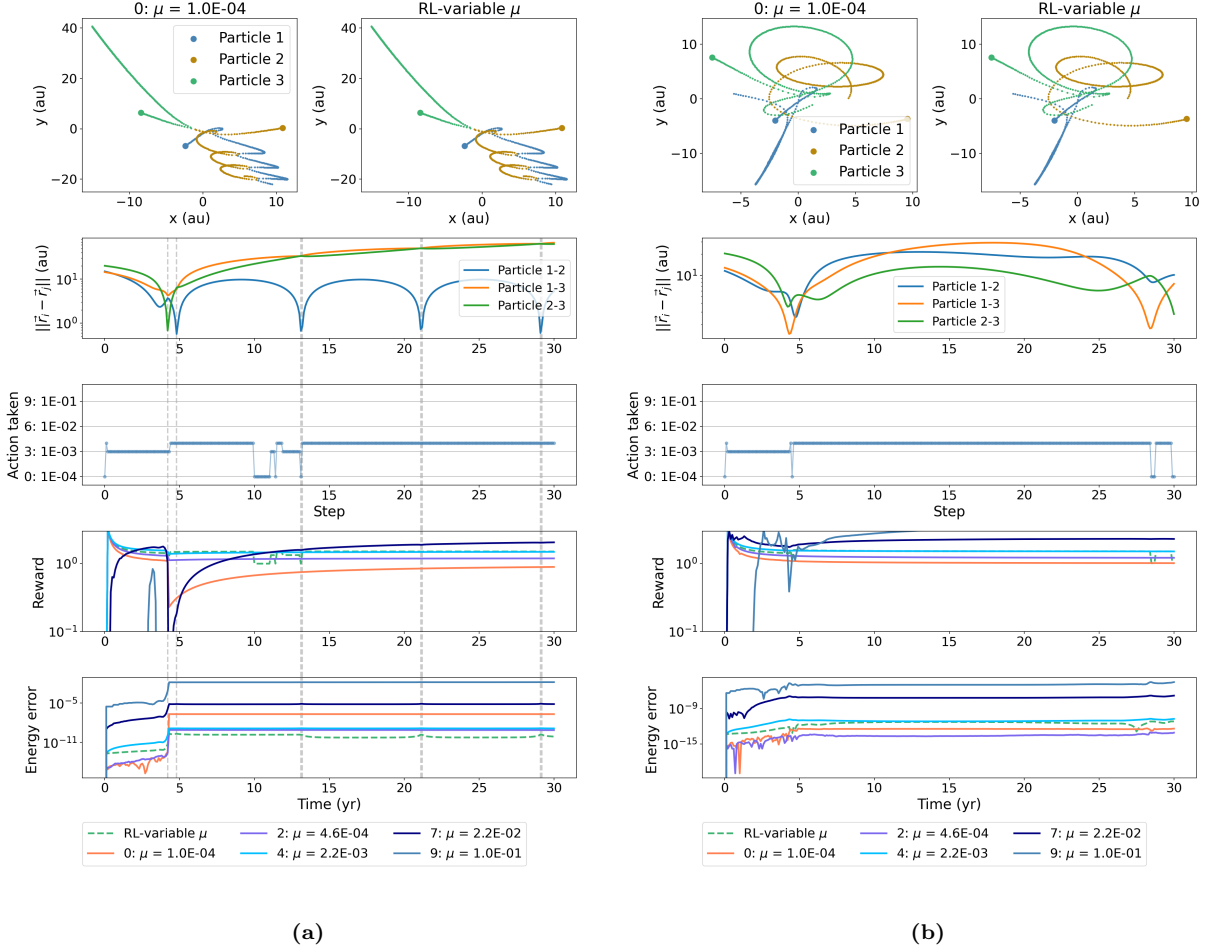 0: μ = 1.0E-04
RL-variable μ
Particle 1
Particle 2
Particle 3
y (au)
40
20
0
−20
−10
0
10
x (au)
y (au)
40
20
0
−20
−10
0
10
x (au)
||r⃗ᵢ − r⃗ⱼ|| (au)
10¹
10⁰
Particle 1-2
Particle 1-3
Particle 2-3
0 5 10 15 20 25 30
Action taken
9: 1E-01
6: 1E-02
3: 1E-03
0: 1E-04
0 5 10 15 20 25 30
Step
Reward
10⁰
10⁻¹
0 5 10 15 20 25 30
Energy error
10⁻⁵
10⁻¹¹
0 5 10 15 20 25 30
Time (yr)
RL-variable μ
0: μ = 1.0E-04
2: μ = 4.6E-04
4: μ = 2.2E-03
7: μ = 2.2E-02
9: μ = 1.0E-01
(a)
0: μ = 1.0E-04
RL-variable μ
Particle 1
Particle 2
Particle 3
y (au)
10
0
−10
−5
0
5
10
x (au)
y (au)
10
0
−10
−5
0
5
10
x (au)
||r⃗ᵢ − r⃗ⱼ|| (au)
10¹
Particle 1-2
Particle 1-3
Particle 2-3
0 5 10 15 20 25 30
Action taken
9: 1E-01
6: 1E-02
3: 1E-03
0: 1E-04
0 5 10 15 20 25 30
Step
Reward
10⁰
10⁻¹
0 5 10 15 20 25 30
Energy error
10⁻⁹
10⁻¹⁵
0 5 10 15 20 25 30
Time (yr)
RL-variable μ
0: μ = 1.0E-04
2: μ = 4.6E-04
4: μ = 2.2E-03
7: μ = 2.2E-02
9: μ = 1.0E-01
(b)